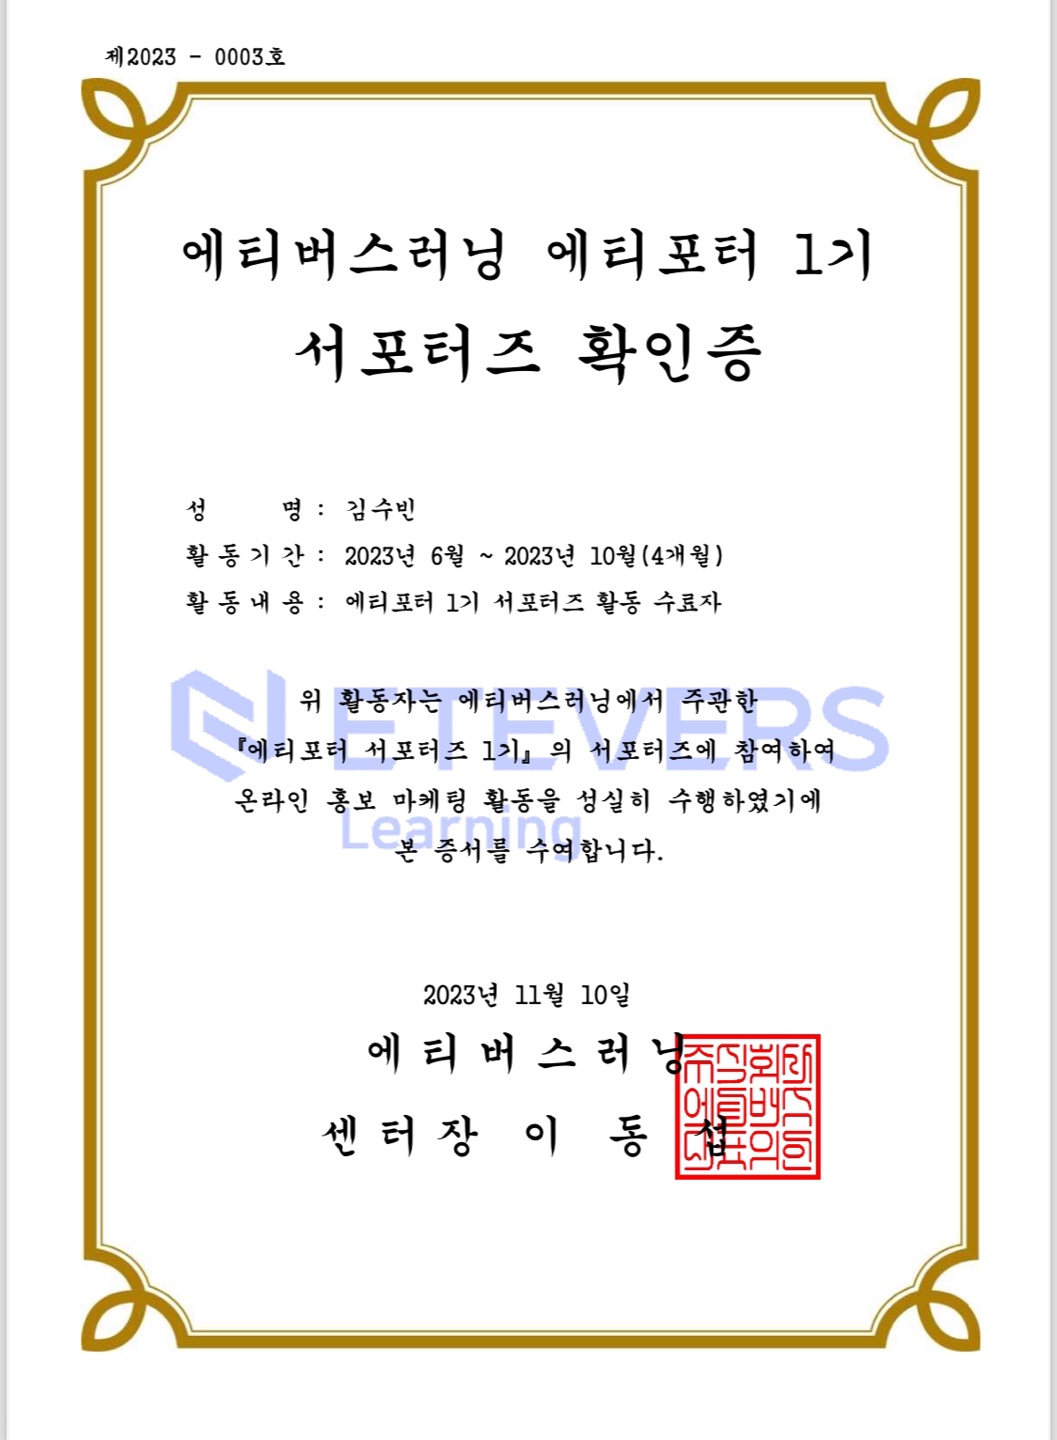 제2023 - 0003호
에티버스러닝 에티포터 1기
서포터즈 확인증
성 명 : 김수빈
활동기간 : 2023년 6월 ~ 2023년 10월(4개월)
활동내용 : 에티포터 1기 서포터즈 활동 수료자
위 활동자는 에티버스러닝에서 주관한
『에티포터 서포터즈 1기』의 서포터즈에 참여하여
온라인 홍보 마케팅 활동을 성실히 수행하였기에
본 증서를 수여합니다.
ETEVERS
Learning
2023년 11월 10일
에티버스러닝
센터장 이 동 섭